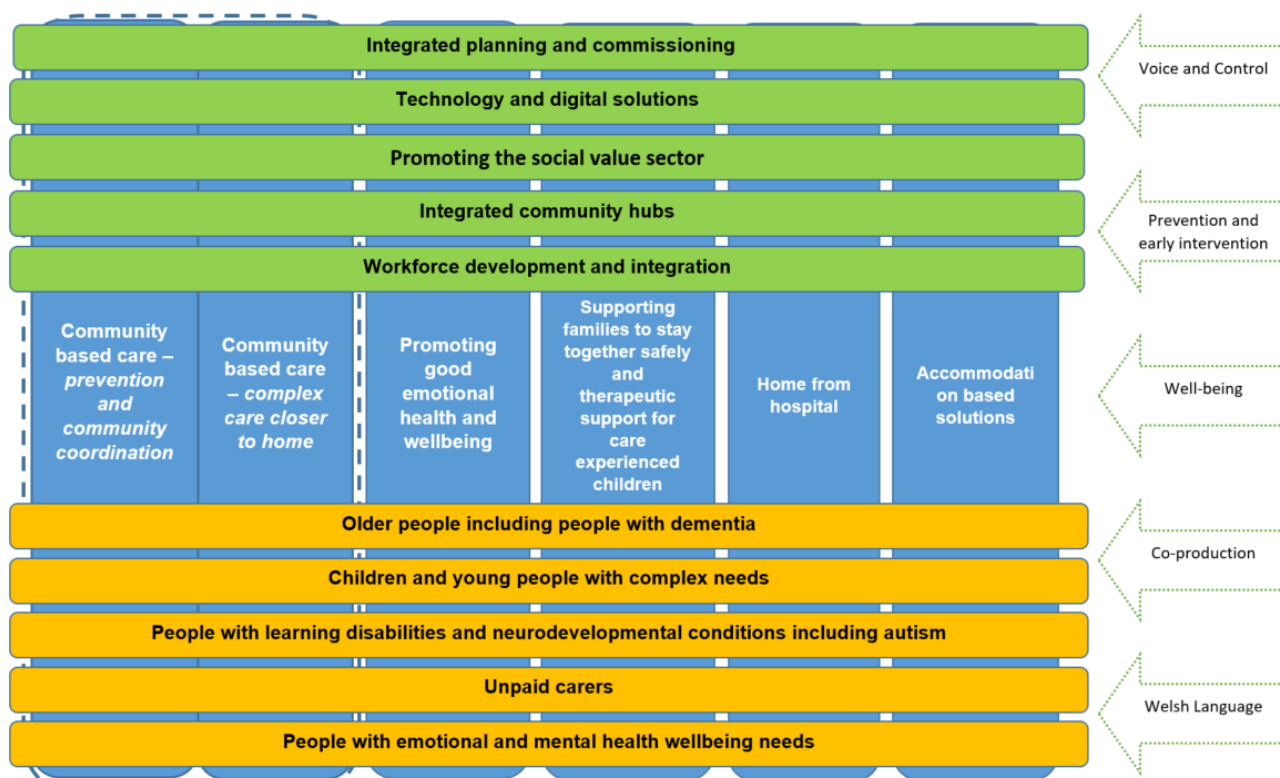 Integrated planning and commissioning
Technology and digital solutions
Promoting the social value sector
Integrated community hubs
Workforce development and integration
Community
based care –
prevention
and
community
coordination
Community
based care
– complex
care closer
to home
Promoting
good
emotional
health and
wellbeing
Supporting
families to stay
together safely
and
therapeutic
support for
care
experienced
children
Home from
hospital
Accommodati
on based
solutions
Older people including people with dementia
Children and young people with complex needs
People with learning disabilities and neurodevelopmental conditions including autism
Unpaid carers
People with emotional and mental health wellbeing needs
Voice and Control
Prevention and
early intervention
Well-being
Co-production
Welsh Language